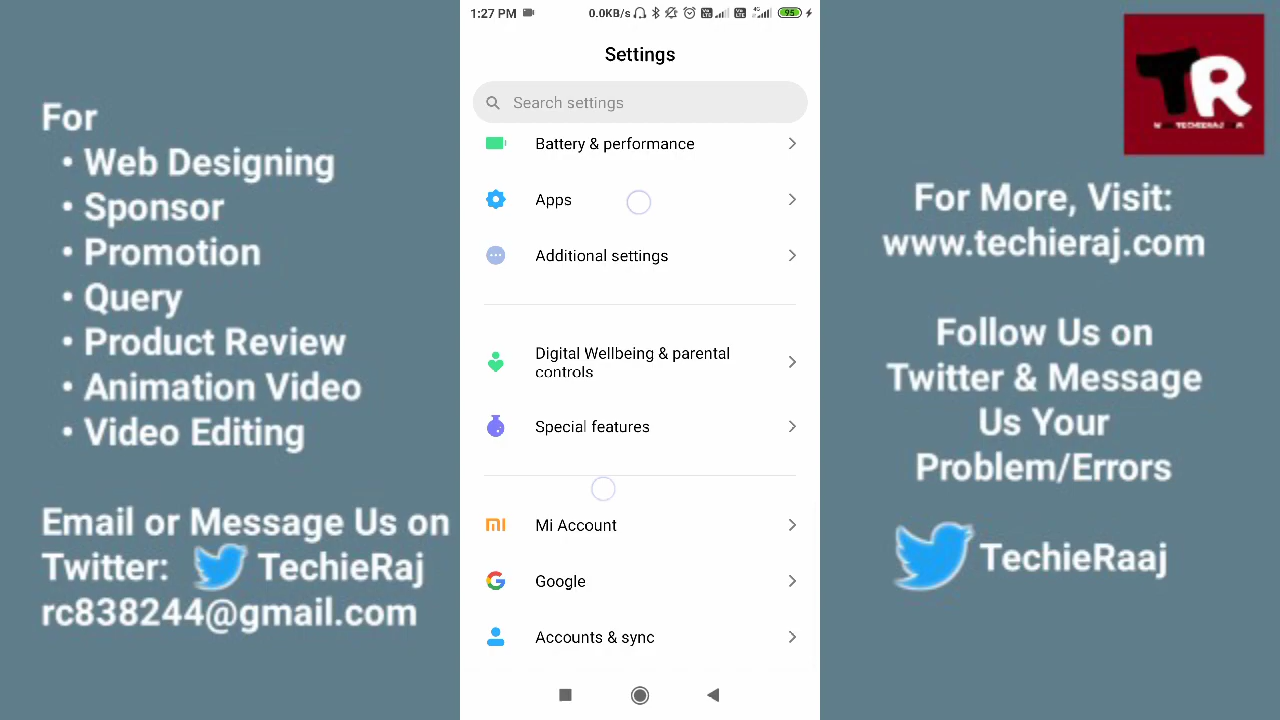 For
• Web Designing
• Sponsor
• Promotion
• Query
• Product Review
• Animation Video
• Video Editing
Email or Message Us on
Twitter: TechieRaj
rc838244@gmail.com
1:27 PM 0.0KB/s 4G 95
Settings
Search settings
Battery & performance
Apps
Additional settings
Digital Wellbeing & parental
controls
Special features
Mi Account
Google
Accounts & sync
TR
For More, Visit:
www.techieraj.com
Follow Us on
Twitter & Message
Us Your
Problem/Errors
TechieRaaj